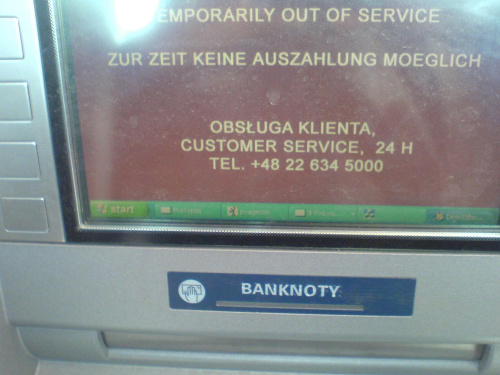 TEMPORARILY OUT OF SERVICE
ZUR ZEIT KEINE AUSZAHLUNG MOEGLICH
OBSŁUGA KLIENTA,
CUSTOMER SERVICE, 24 H
TEL. +48 22 634 5000
start
BANKNOTY